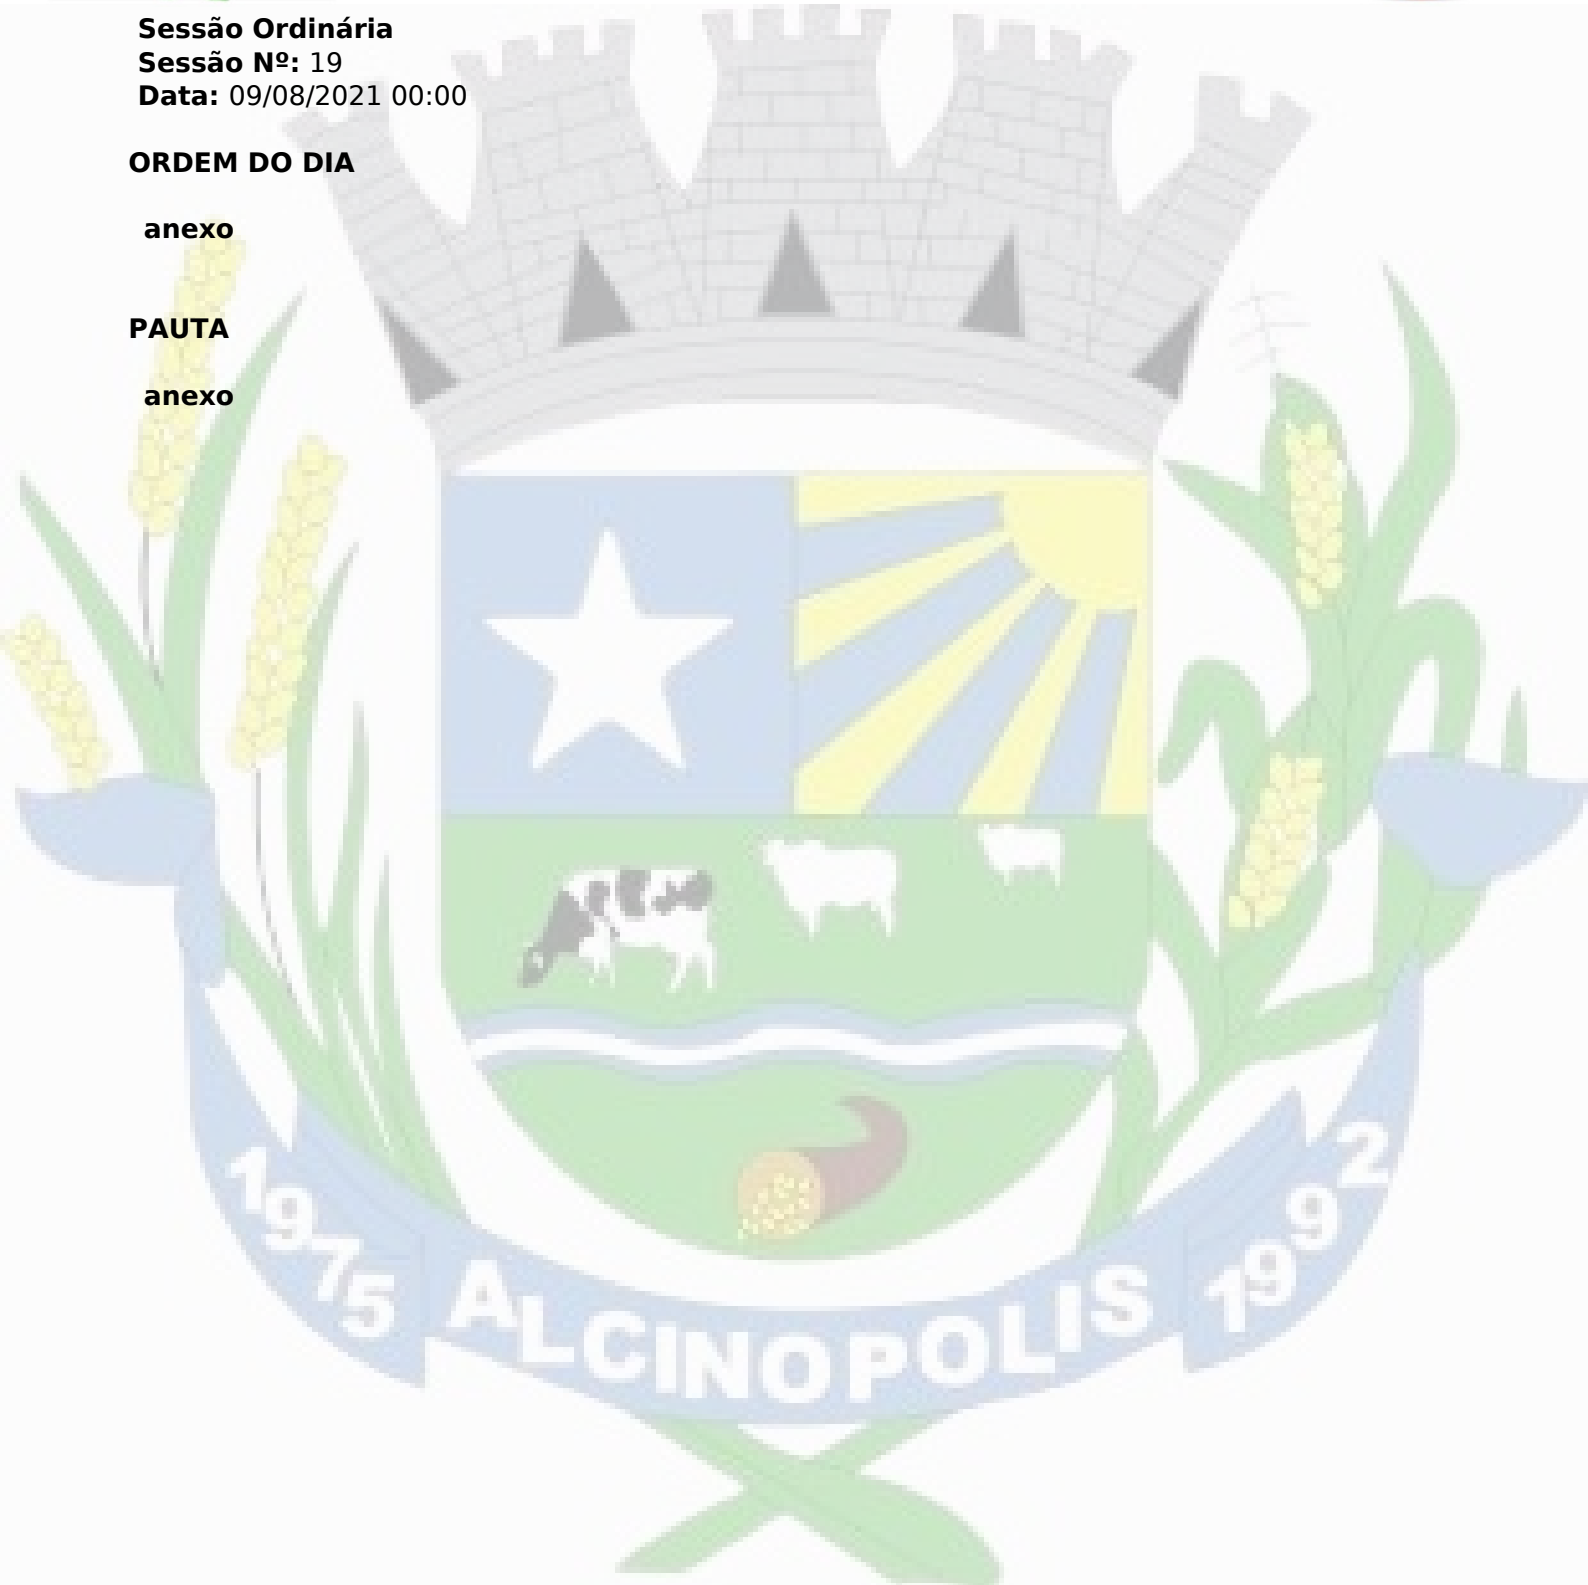 Sessão Ordinária
Sessão Nº: 19
Data: 09/08/2021 00:00
ORDEM DO DIA
anexo
PAUTA
anexo
1975 ALCINOPOLIS 1992